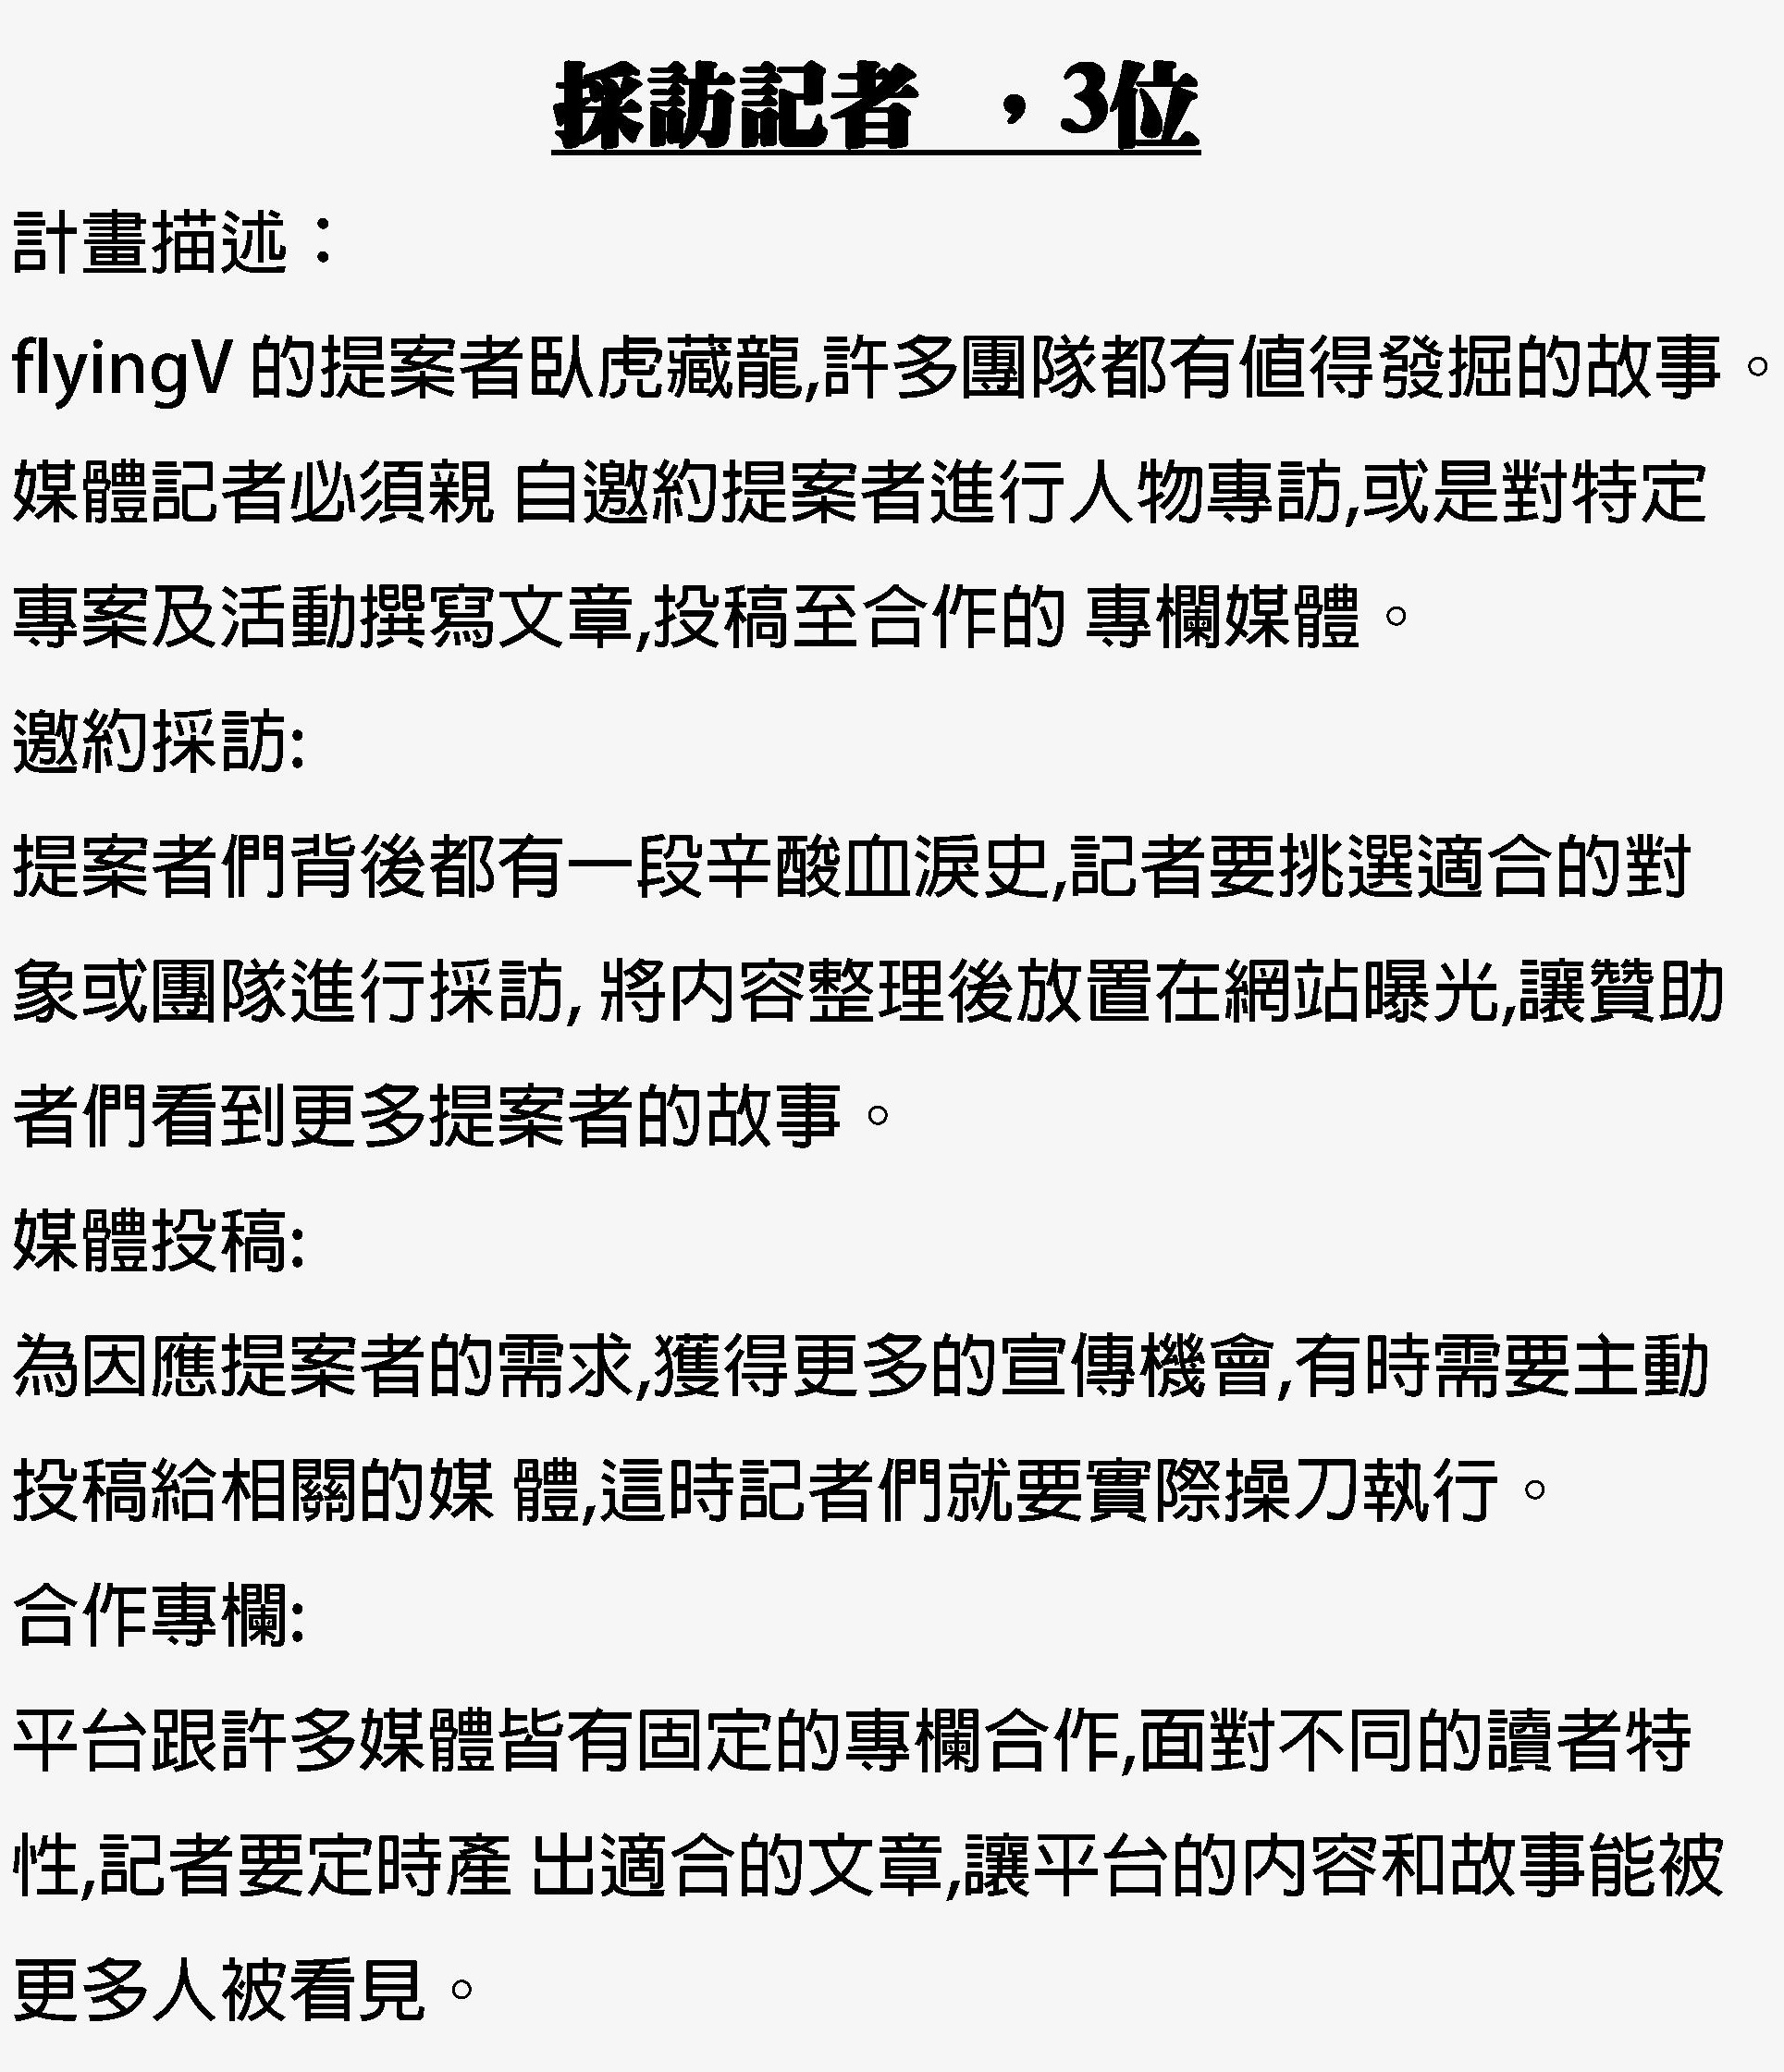 採訪記者 ，3位
計畫描述：
flyingV 的提案者臥虎藏龍,許多團隊都有値得發掘的故事。
媒體記者必須親 自邀約提案者進行人物專訪,或是對特定
專案及活動撰寫文章,投稿至合作的 專欄媒體。
邀約採訪:
提案者們背後都有一段辛酸血淚史,記者要挑選適合的對
象或團隊進行採訪, 將內容整理後放置在網站曝光,讓贊助
者們看到更多提案者的故事。
媒體投稿:
為因應提案者的需求,獲得更多的宣傳機會,有時需要主動
投稿給相關的媒 體,這時記者們就要實際操刀執行。
合作專欄:
平台跟許多媒體皆有固定的專欄合作,面對不同的讀者特
性,記者要定時產 出適合的文章,讓平台的內容和故事能被
更多人被看見。